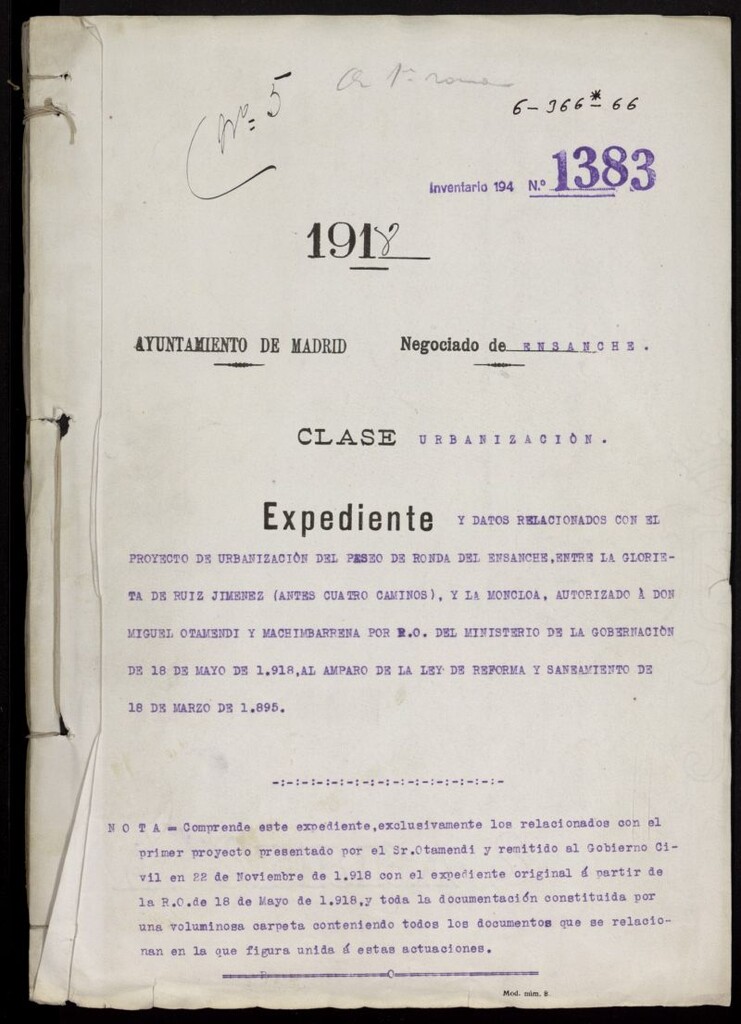 Nº = 5
6-366*-66
Inventario 194 N.º 1383
1918
AYUNTAMIENTO DE MADRID Negociado de ENSANCHE.
CLASE URBANIZACIÒN.
Expediente Y DATOS RELACIONADOS CON EL
PROYECTO DE URBANIZACIÒN DEL PASEO DE RONDA DEL ENSANCHE,ENTRE LA GLORIE-
TA DE RUIZ JIMENEZ (ANTES CUATRO CAMINOS), Y LA MONCLOA, AUTORIZADO À DON
MIGUEL OTAMENDI Y MACHIMBARRENA POR R.O. DEL MINISTERIO DE LA GOBERNACIÒN
DE 18 DE MAYO DE 1.918,AL AMPARO DE LA LEY DE REFORMA Y SANEAMIENTO DE
18 DE MARZO DE 1.895.
-:-:-:-:-:-:-:-:-:-:-:-:-:-:-:-:-:-
N O T A = Comprende este expediente,exclusivamente los relacionados con el
primer proyecto presentado por el Sr.Otamendi y remitido al Gobierno Ci-
vil en 22 de Noviembre de 1.918 con el expediente original á partir de
la R.O.de 18 de Mayo de 1.918,y toda la documentación constituida por
una voluminosa carpeta conteniendo todos los documentos que se relacio-
nan en la que figura unida á estas actuaciones.
Mod. núm. 8.